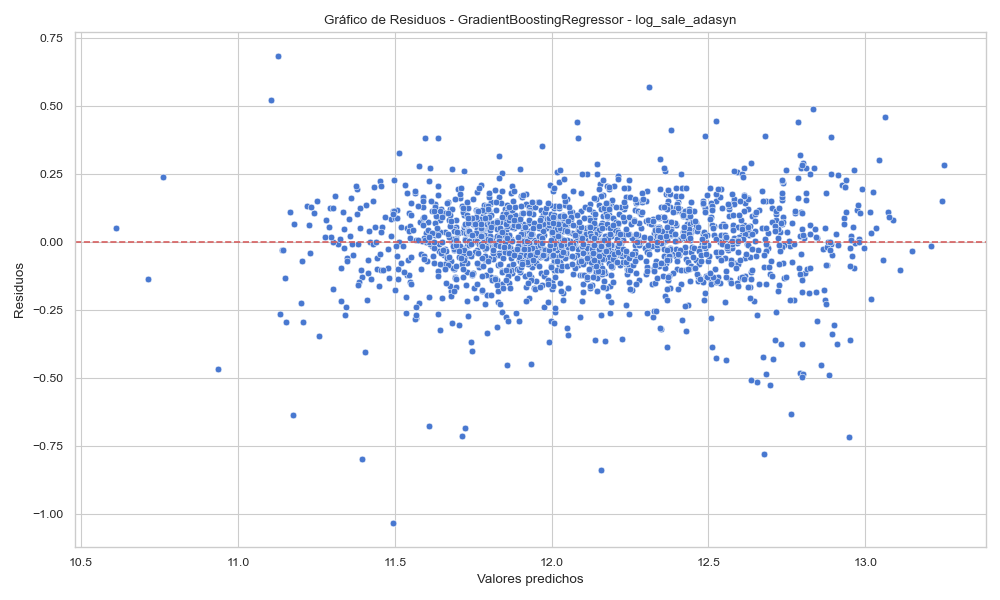 Gráfico de Residuos - GradientBoostingRegressor - log_sale_adasyn
0.75
0.50
0.25
0.00
−0.25
−0.50
−0.75
−1.00
Residuos
10.5 11.0 11.5 12.0 12.5 13.0
Valores predichos